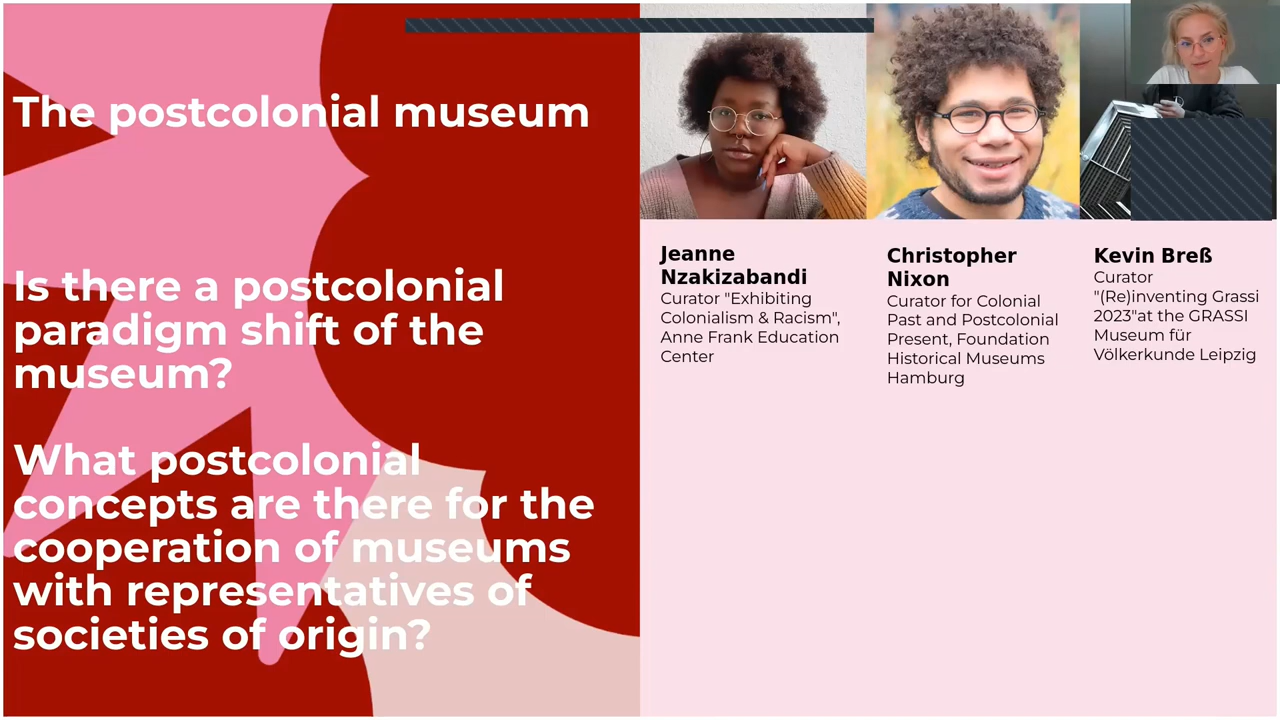 The postcolonial museum
Is there a postcolonial
paradigm shift of the
museum?
What postcolonial
concepts are there for the
cooperation of museums
with representatives of
societies of origin?
Jeanne
Nzakizabandi
Curator "Exhibiting
Colonialism & Racism",
Anne Frank Education
Center
Christopher
Nixon
Curator for Colonial
Past and Postcolonial
Present, Foundation
Historical Museums
Hamburg
Kevin Breß
Curator
"(Re)inventing Grassi
2023"at the GRASSI
Museum für
Völkerkunde Leipzig